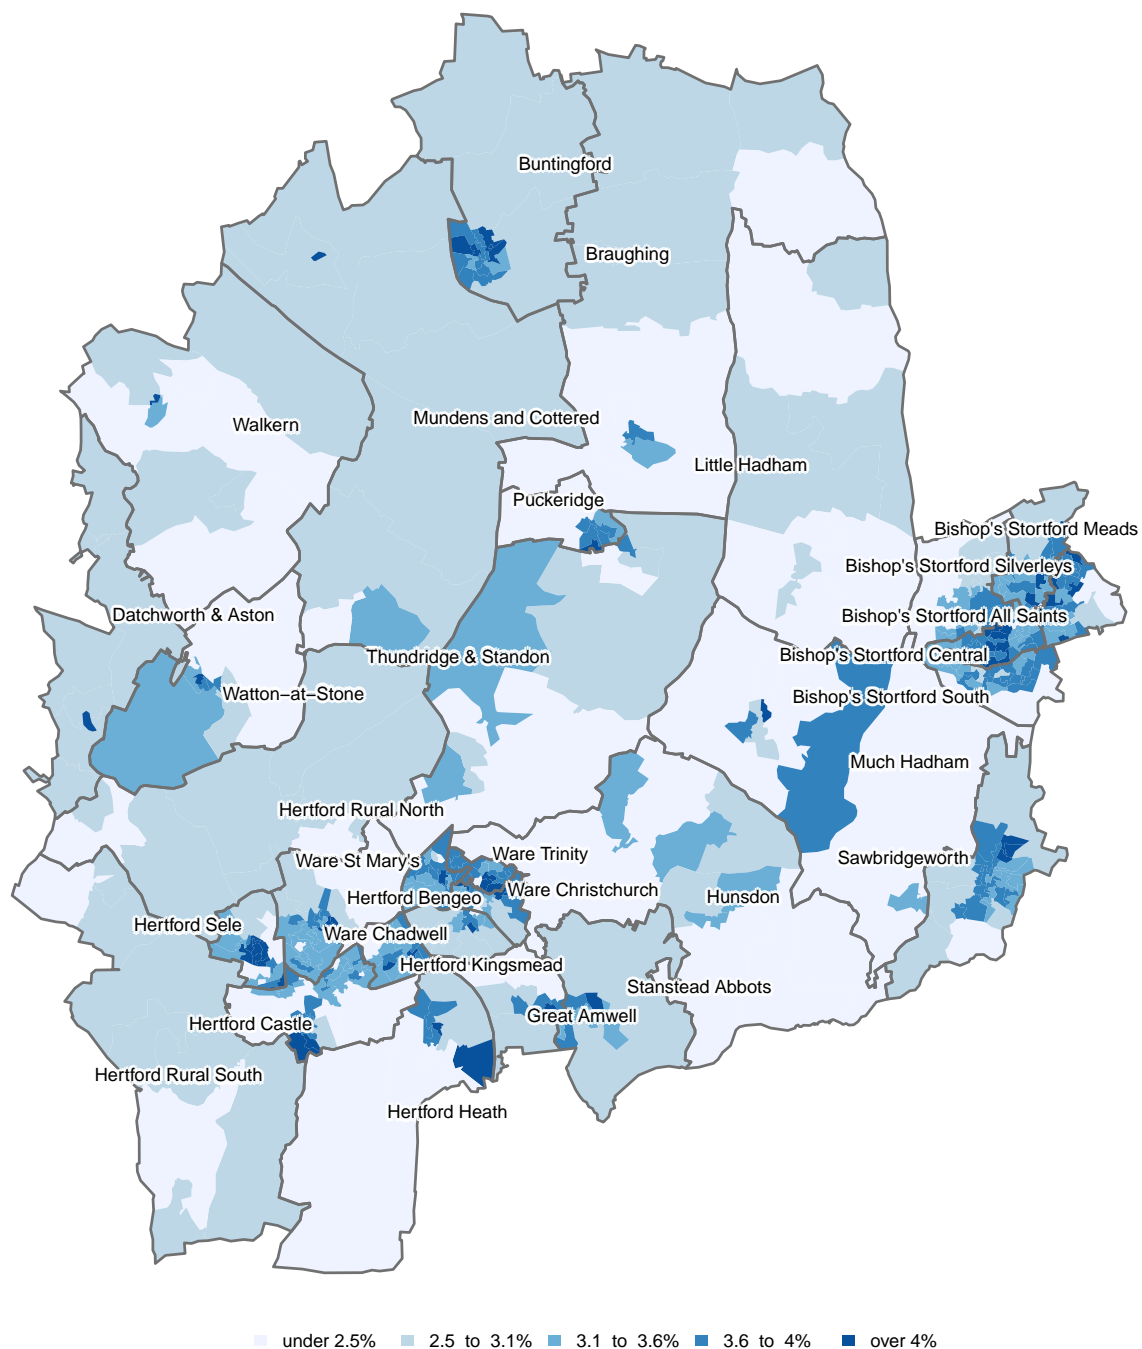 Buntingford
Braughing
Mundens and Cottered
Walkern
Little Hadham
Puckeridge
Bishop's Stortford Meads
Bishop's Stortford Silverleys
Datchworth & Aston
Bishop's Stortford All Saints
Thundridge & Standon
Bishop's Stortford Central
Watton−at−Stone
Bishop's Stortford South
Much Hadham
Hertford Rural North
Ware St Mary's
Ware Trinity
Sawbridgeworth
Ware Christchurch
Hertford Bengeo
Hunsdon
Hertford Sele
Ware Chadwell
Hertford Kingsmead
Stanstead Abbots
Great Amwell
Hertford Castle
Hertford Rural South
Hertford Heath
under 2.5% 2.5 to 3.1% 3.1 to 3.6% 3.6 to 4% over 4%